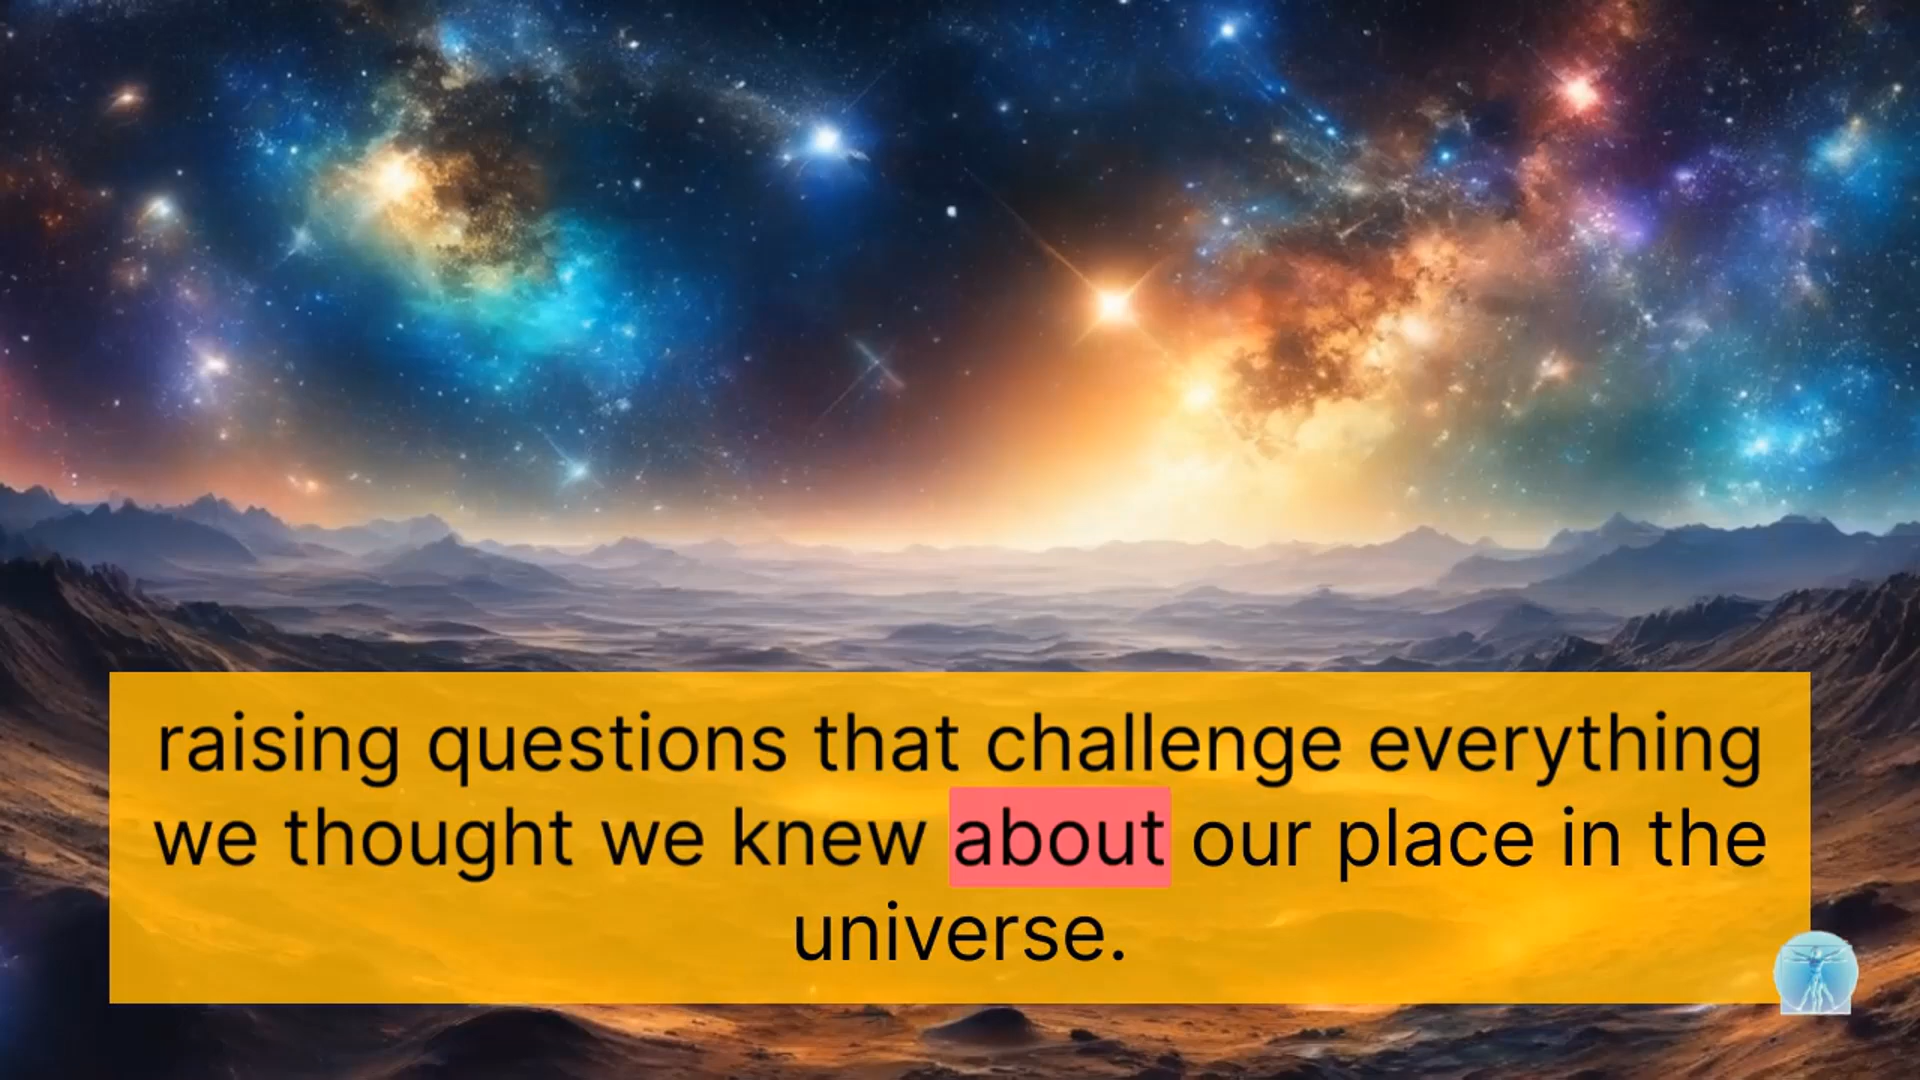 raising questions that challenge everything
we thought we knew about our place in the
universe.